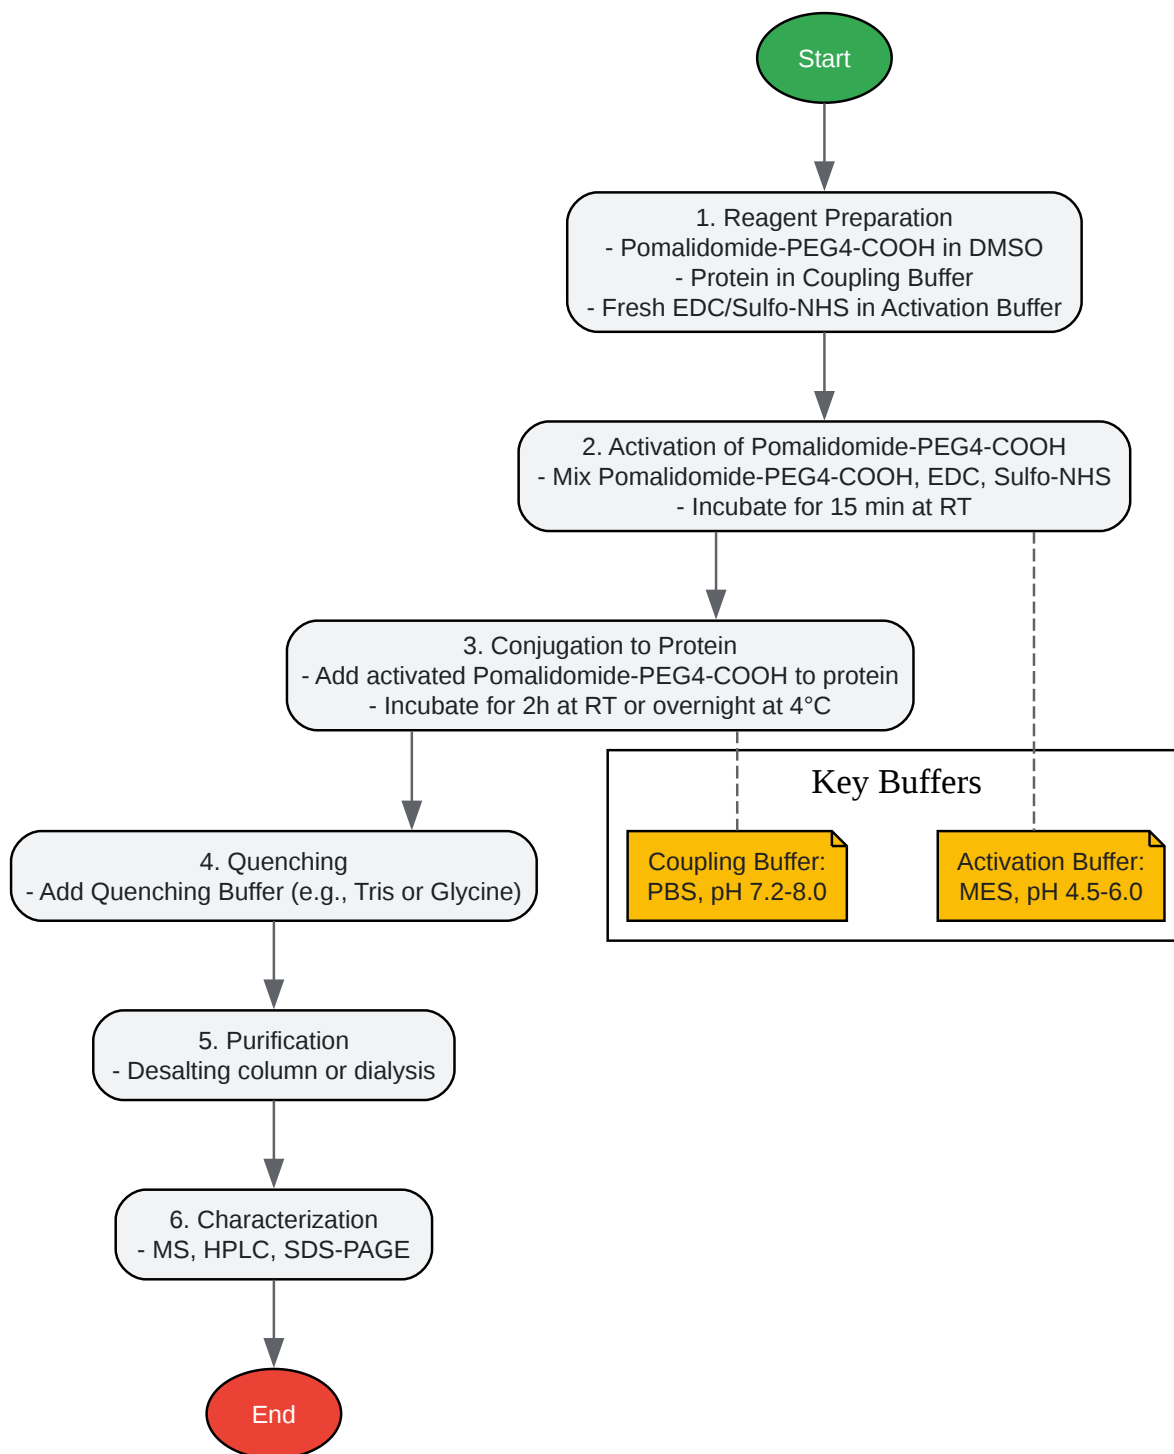 Start
1. Reagent Preparation
- Pomalidomide-PEG4-COOH in DMSO
- Protein in Coupling Buffer
- Fresh EDC/Sulfo-NHS in Activation Buffer
2. Activation of Pomalidomide-PEG4-COOH
- Mix Pomalidomide-PEG4-COOH, EDC, Sulfo-NHS
- Incubate for 15 min at RT
3. Conjugation to Protein
- Add activated Pomalidomide-PEG4-COOH to protein
- Incubate for 2h at RT or overnight at 4°C
Key Buffers
Coupling Buffer:
PBS, pH 7.2-8.0
Activation Buffer:
MES, pH 4.5-6.0
4. Quenching
- Add Quenching Buffer (e.g., Tris or Glycine)
5. Purification
- Desalting column or dialysis
6. Characterization
- MS, HPLC, SDS-PAGE
End